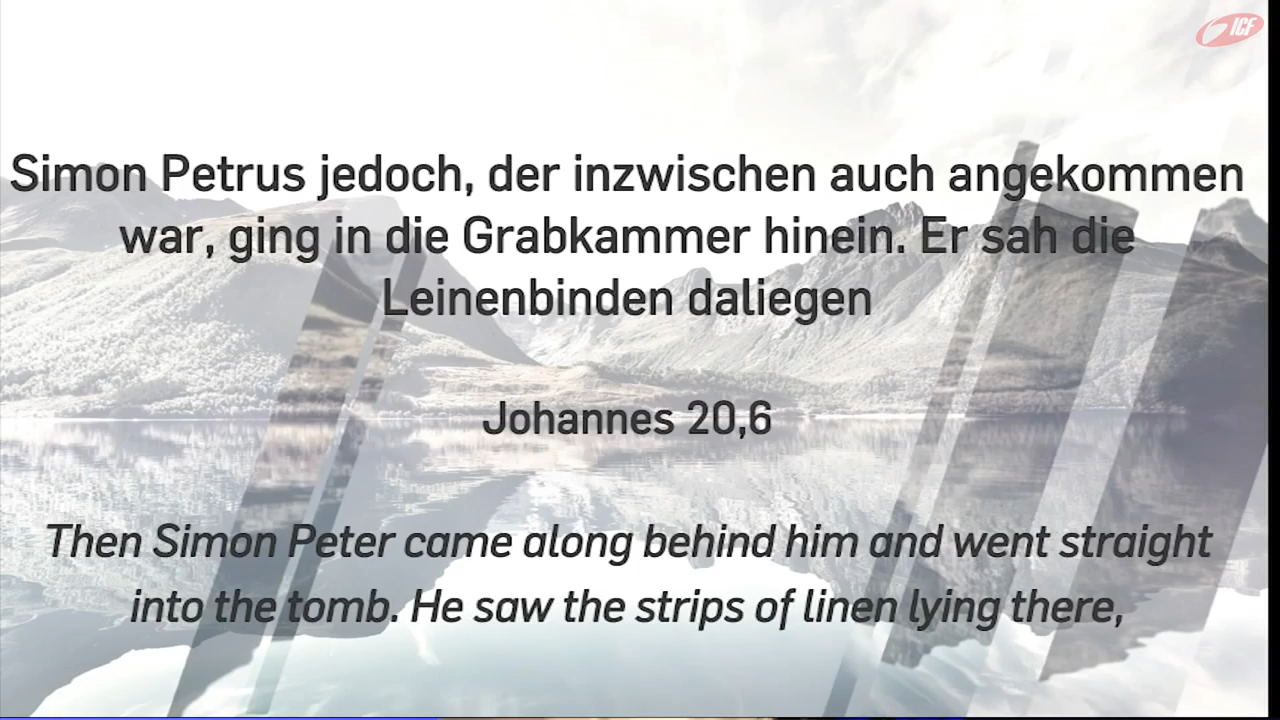 ICF
Simon Petrus jedoch, der inzwischen auch angekommen
war, ging in die Grabkammer hinein. Er sah die
Leinenbinden daliegen
Johannes 20,6
Then Simon Peter came along behind him and went straight
into the tomb. He saw the strips of linen lying there,